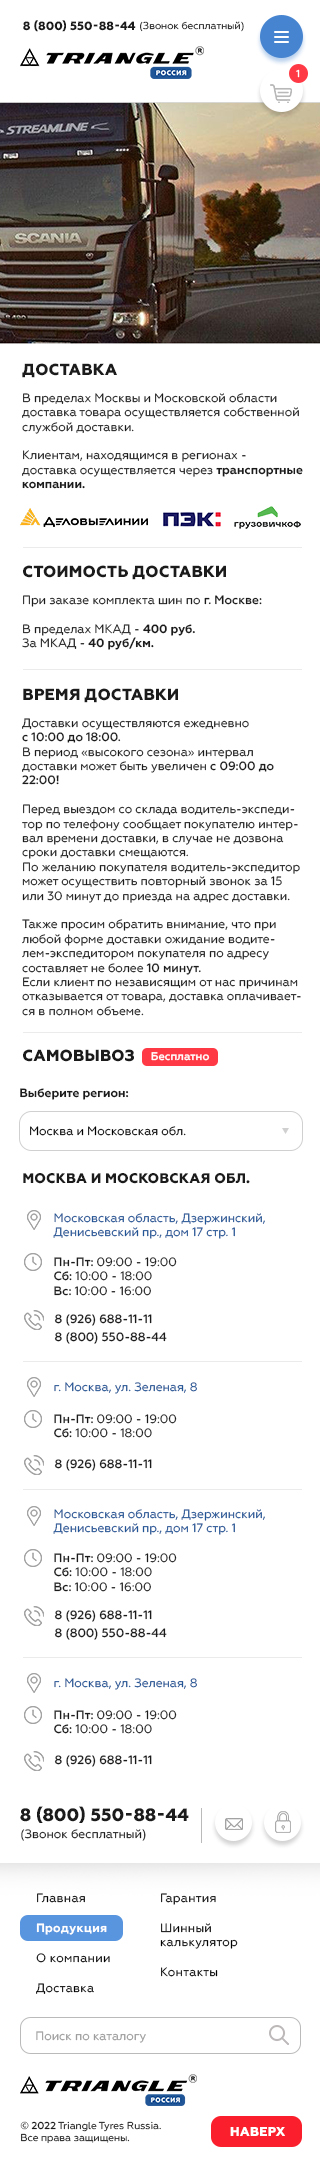 8 (800) 550-88-44 (Звонок бесплатный)
TRIANGLE®
РОССИЯ
1
STREAMLINE
SCANIA
ДОСТАВКА
В пределах Москвы и Московской области
доставка товара осуществляется собственной
службой доставки.
Клиентам, находящимся в регионах -
доставка осуществляется через транспортные
компании.
ДеловыеЛинии
ПЭК:
грузовичкоф
СТОИМОСТЬ ДОСТАВКИ
При заказе комплекта шин по г. Москве:
В пределах МКАД - 400 руб.
За МКАД - 40 руб/км.
ВРЕМЯ ДОСТАВКИ
Доставки осуществляются ежедневно
с 10:00 до 18:00.
В период «высокого сезона» интервал
доставки может быть увеличен с 09:00 до
22:00!
Перед выездом со склада водитель-экспеди-
тор по телефону сообщает покупателю интер-
вал времени доставки, в случае не дозвона
сроки доставки смещаются.
По желанию покупателя водитель-экспедитор
может осуществить повторный звонок за 15
или 30 минут до приезда на адрес доставки.
Также просим обратить внимание, что при
любой форме доставки ожидание водите-
лем-экспедитором покупателя по адресу
составляет не более 10 минут.
Если клиент по независящим от нас причинам
отказывается от товара, доставка оплачивает-
ся в полном объеме.
САМОВЫВОЗ Бесплатно
Выберите регион:
Москва и Московская обл.
МОСКВА И МОСКОВСКАЯ ОБЛ.
Московская область, Дзержинский,
Денисьевский пр., дом 17 стр. 1
Пн-Пт: 09:00 - 19:00
Сб: 10:00 - 18:00
Вс: 10:00 - 16:00
8 (926) 688-11-11
8 (800) 550-88-44
г. Москва, ул. Зеленая, 8
Пн-Пт: 09:00 - 19:00
Сб: 10:00 - 18:00
8 (926) 688-11-11
Московская область, Дзержинский,
Денисьевский пр., дом 17 стр. 1
Пн-Пт: 09:00 - 19:00
Сб: 10:00 - 18:00
Вс: 10:00 - 16:00
8 (926) 688-11-11
8 (800) 550-88-44
г. Москва, ул. Зеленая, 8
Пн-Пт: 09:00 - 19:00
Сб: 10:00 - 18:00
8 (926) 688-11-11
8 (800) 550-88-44
(Звонок бесплатный)
Главная
Продукция
О компании
Доставка
Гарантия
Шинный
калькулятор
Контакты
Поиск по каталогу
TRIANGLE®
РОССИЯ
© 2022 Triangle Tyres Russia.
Все права защищены.
НАВЕРХ